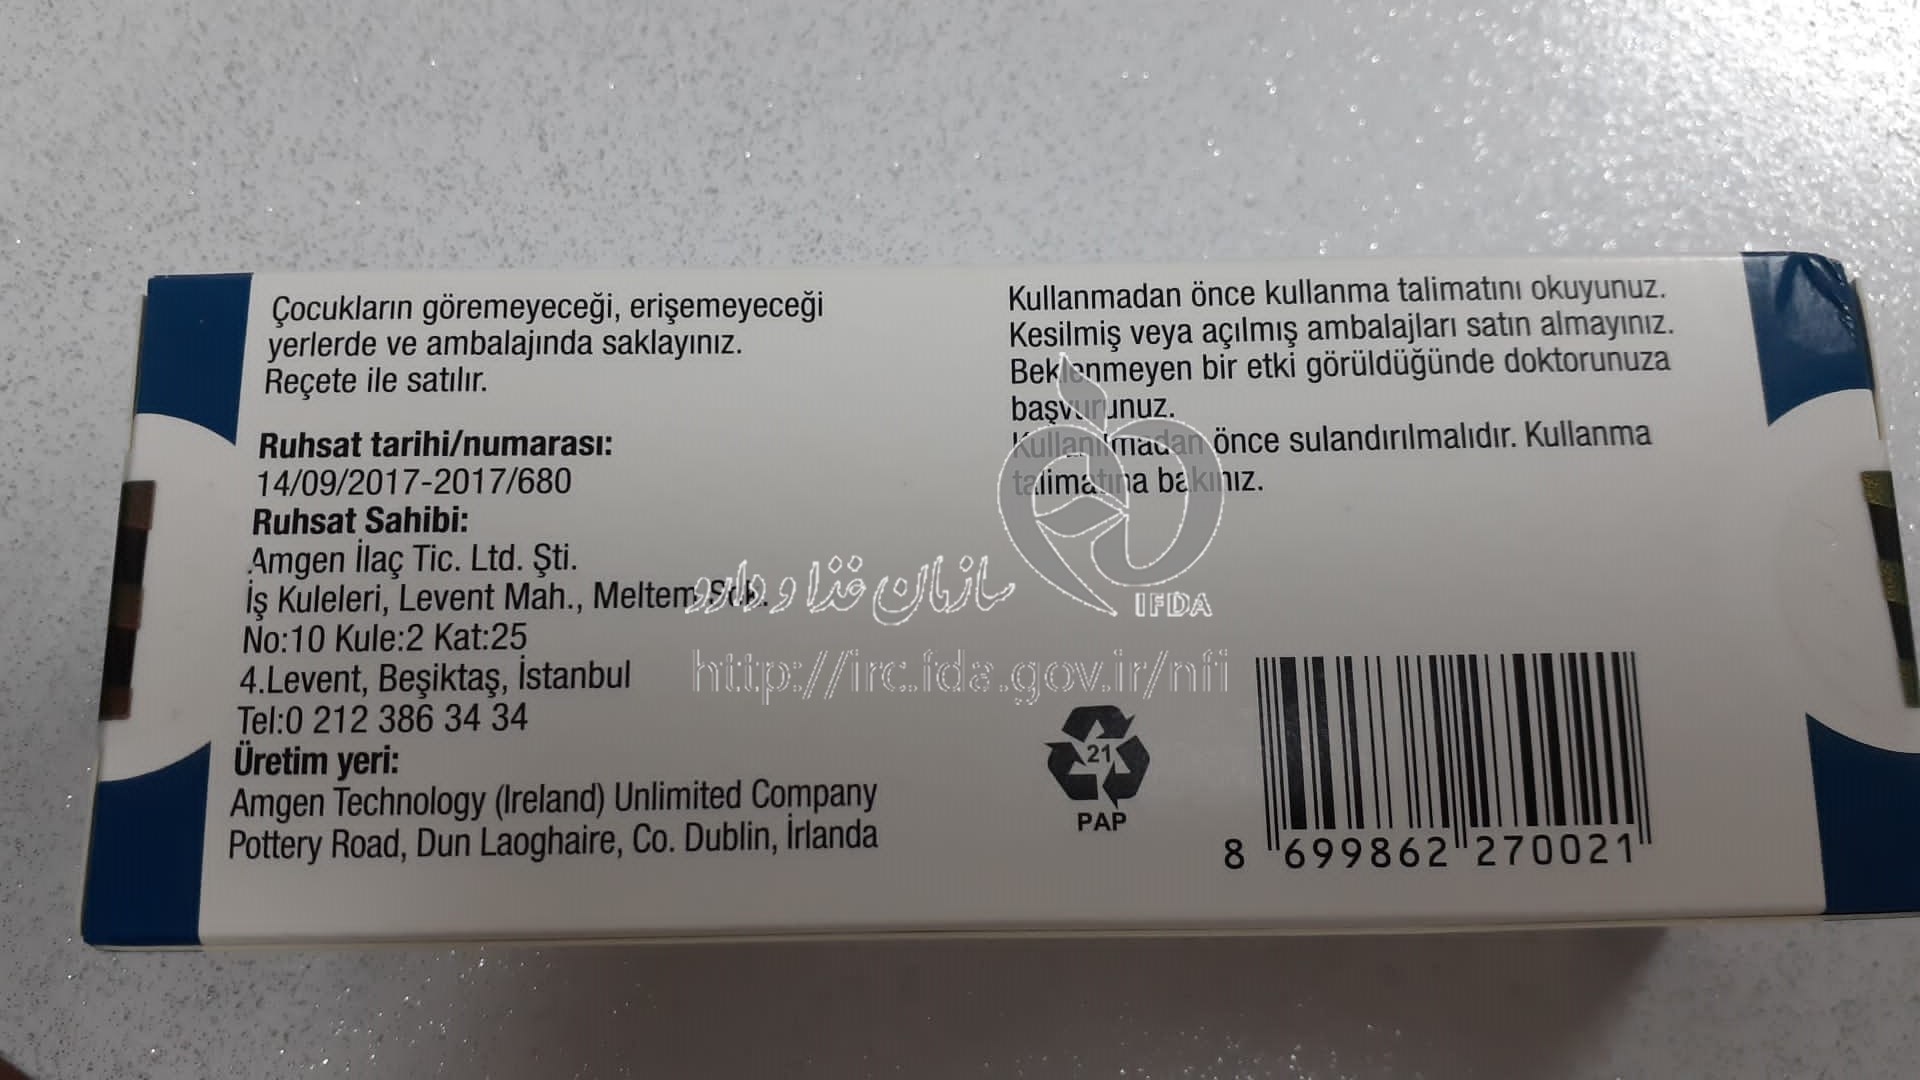 Çocukların göremeyeceği, erişemeyeceği
yerlerde ve ambalajında saklayınız.
Reçete ile satılır.
Ruhsat tarihi/numarası:
14/09/2017-2017/680
Ruhsat Sahibi:
Amgen İlaç Tic. Ltd. Şti.
İş Kuleleri, Levent Mah., Meltem Sok.
No:10 Kule:2 Kat:25
4.Levent, Beşiktaş, İstanbul
Tel:0 212 386 34 34
Üretim yeri:
Amgen Technology (Ireland) Unlimited Company
Pottery Road, Dun Laoghaire, Co. Dublin, İrlanda
Kullanmadan önce kullanma talimatını okuyunuz.
Kesilmiş veya açılmış ambalajları satın almayınız.
Beklenmeyen bir etki görüldüğünde doktorunuza
başvurunuz.
Kullanılmadan önce sulandırılmalıdır. Kullanma
talimatına bakınız.
سازمان غذا و دارو
IFDA
http://irc.fda.gov.ir/nfi
21
PAP
8 699862 270021